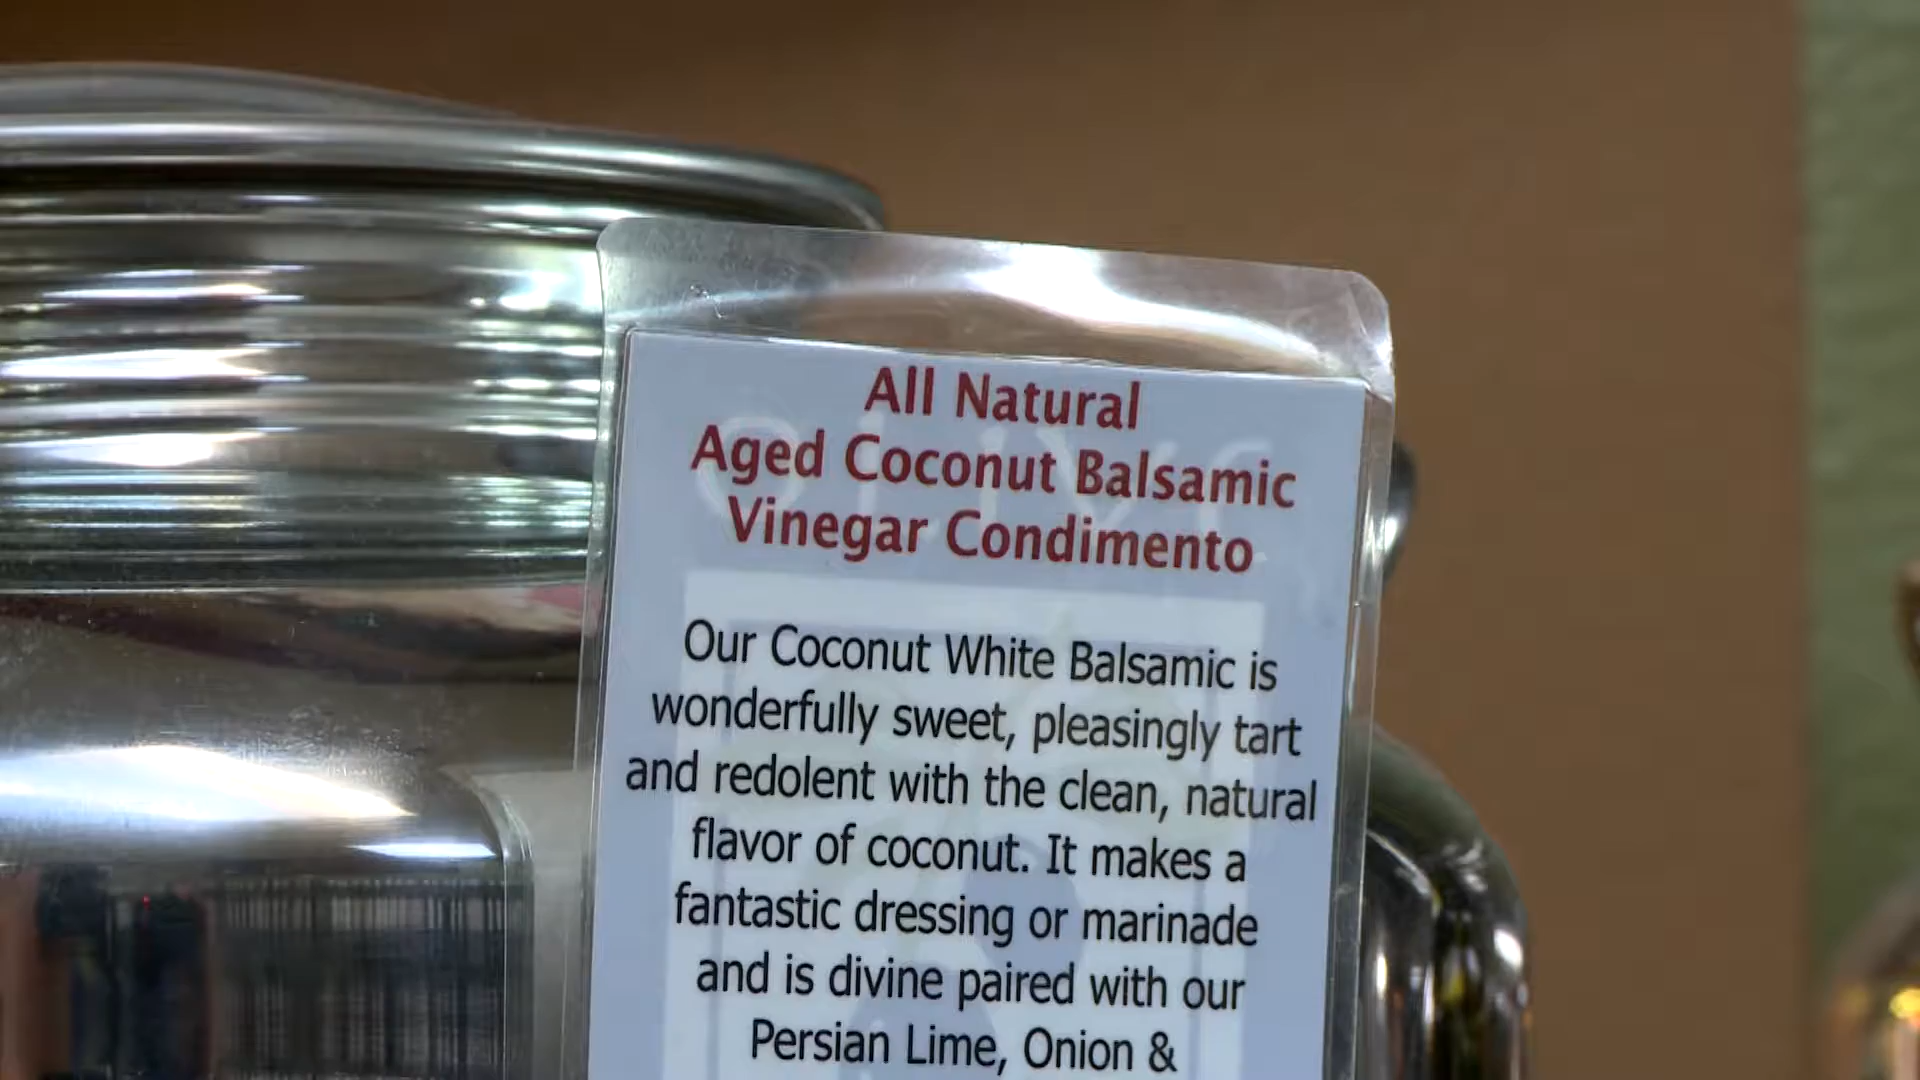 All Natural
Aged Coconut Balsamic
Vinegar Condimento
Our Coconut White Balsamic is
wonderfully sweet, pleasingly tart
and redolent with the clean, natural
flavor of coconut. It makes a
fantastic dressing or marinade
and is divine paired with our
Persian Lime, Onion &